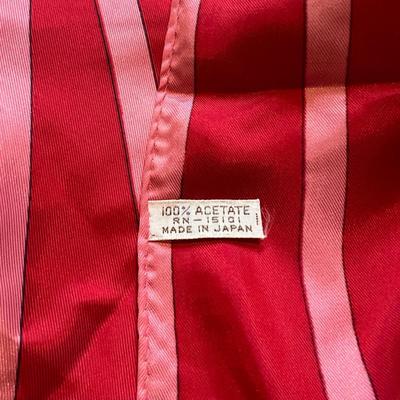 100% ACETATE
RN-15101
MADE IN JAPAN